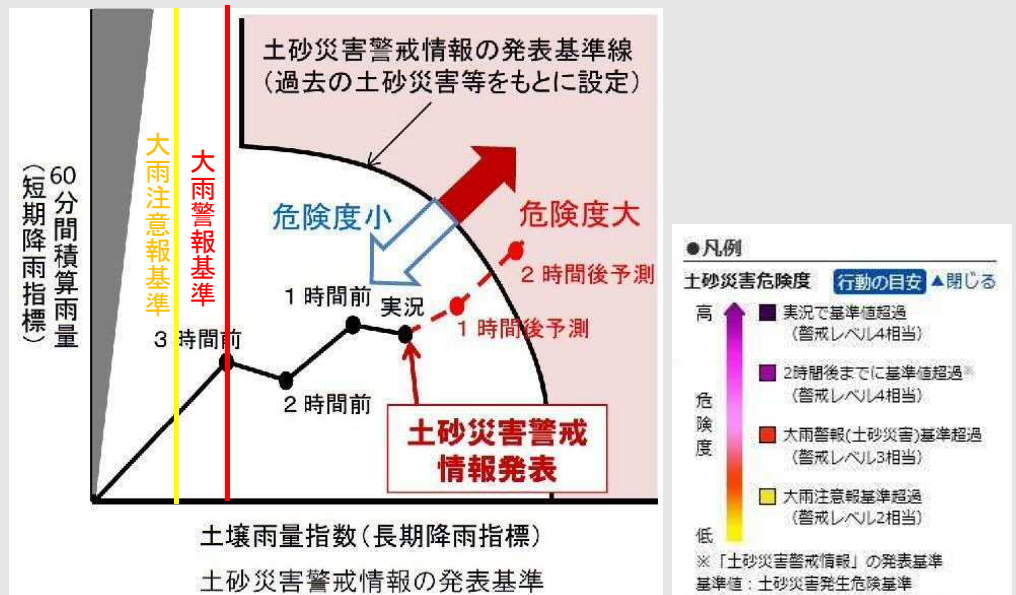 土砂災害警戒情報の発表基準線
（過去の土砂災害等をもとに設定）
大雨注意報基準
大雨警報基準
60分間積算雨量
（短期降雨指標）
危険度小
危険度大
2時間後予測
1時間前
実況
1時間後予測
3時間前
2時間前
土砂災害警戒
情報発表
土壌雨量指数(長期降雨指標)
土砂災害警戒情報の発表基準
●凡例
土砂災害危険度 行動の目安 ▲閉じる
高
危険度
低
実況で基準値超過
(警戒レベル4相当)
2時間後までに基準値超過※
(警戒レベル4相当)
大雨警報(土砂災害)基準超過
(警戒レベル3相当)
大雨注意報基準超過
(警戒レベル2相当)
※「土砂災害警戒情報」の発表基準
基準値：土砂災害発生危険基準